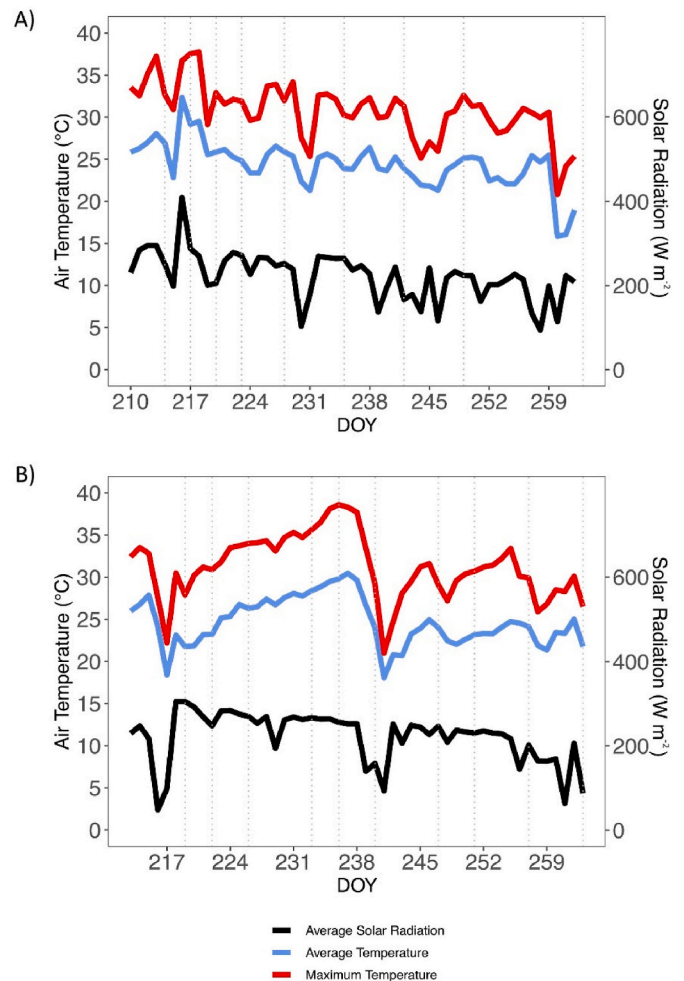 A)
40
35
30
25
20
15
10
5
0
Air Temperature (°C)
600
400
200
0
Solar Radiation (W m-2)
210 217 224 231 238 245 252 259
DOY
B)
40
35
30
25
20
15
10
5
0
Air Temperature (°C)
600
400
200
0
Solar Radiation (W m-2)
217 224 231 238 245 252 259
DOY
Average Solar Radiation
Average Temperature
Maximum Temperature